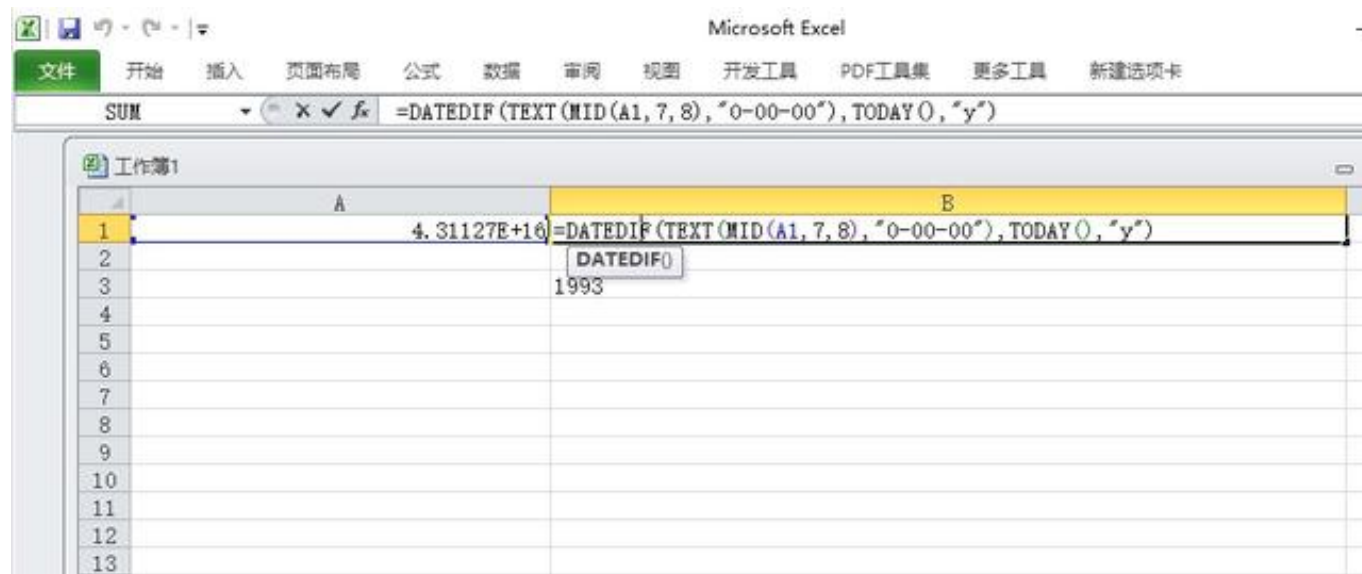 Microsoft Excel
文件 开始 插入 页面布局 公式 数据 审阅 视图 开发工具 PDF工具集 更多工具 新建选项卡
SUM fx =DATEDIF(TEXT(MID(A1,7,8),"0-00-00"),TODAY(),"y")
工作簿1
A B
1 4.31127E+16 =DATEDIF(TEXT(MID(A1,7,8),"0-00-00"),TODAY(),"y")
2 DATEDIF()
3 1993
4
5
6
7
8
9
10
11
12
13